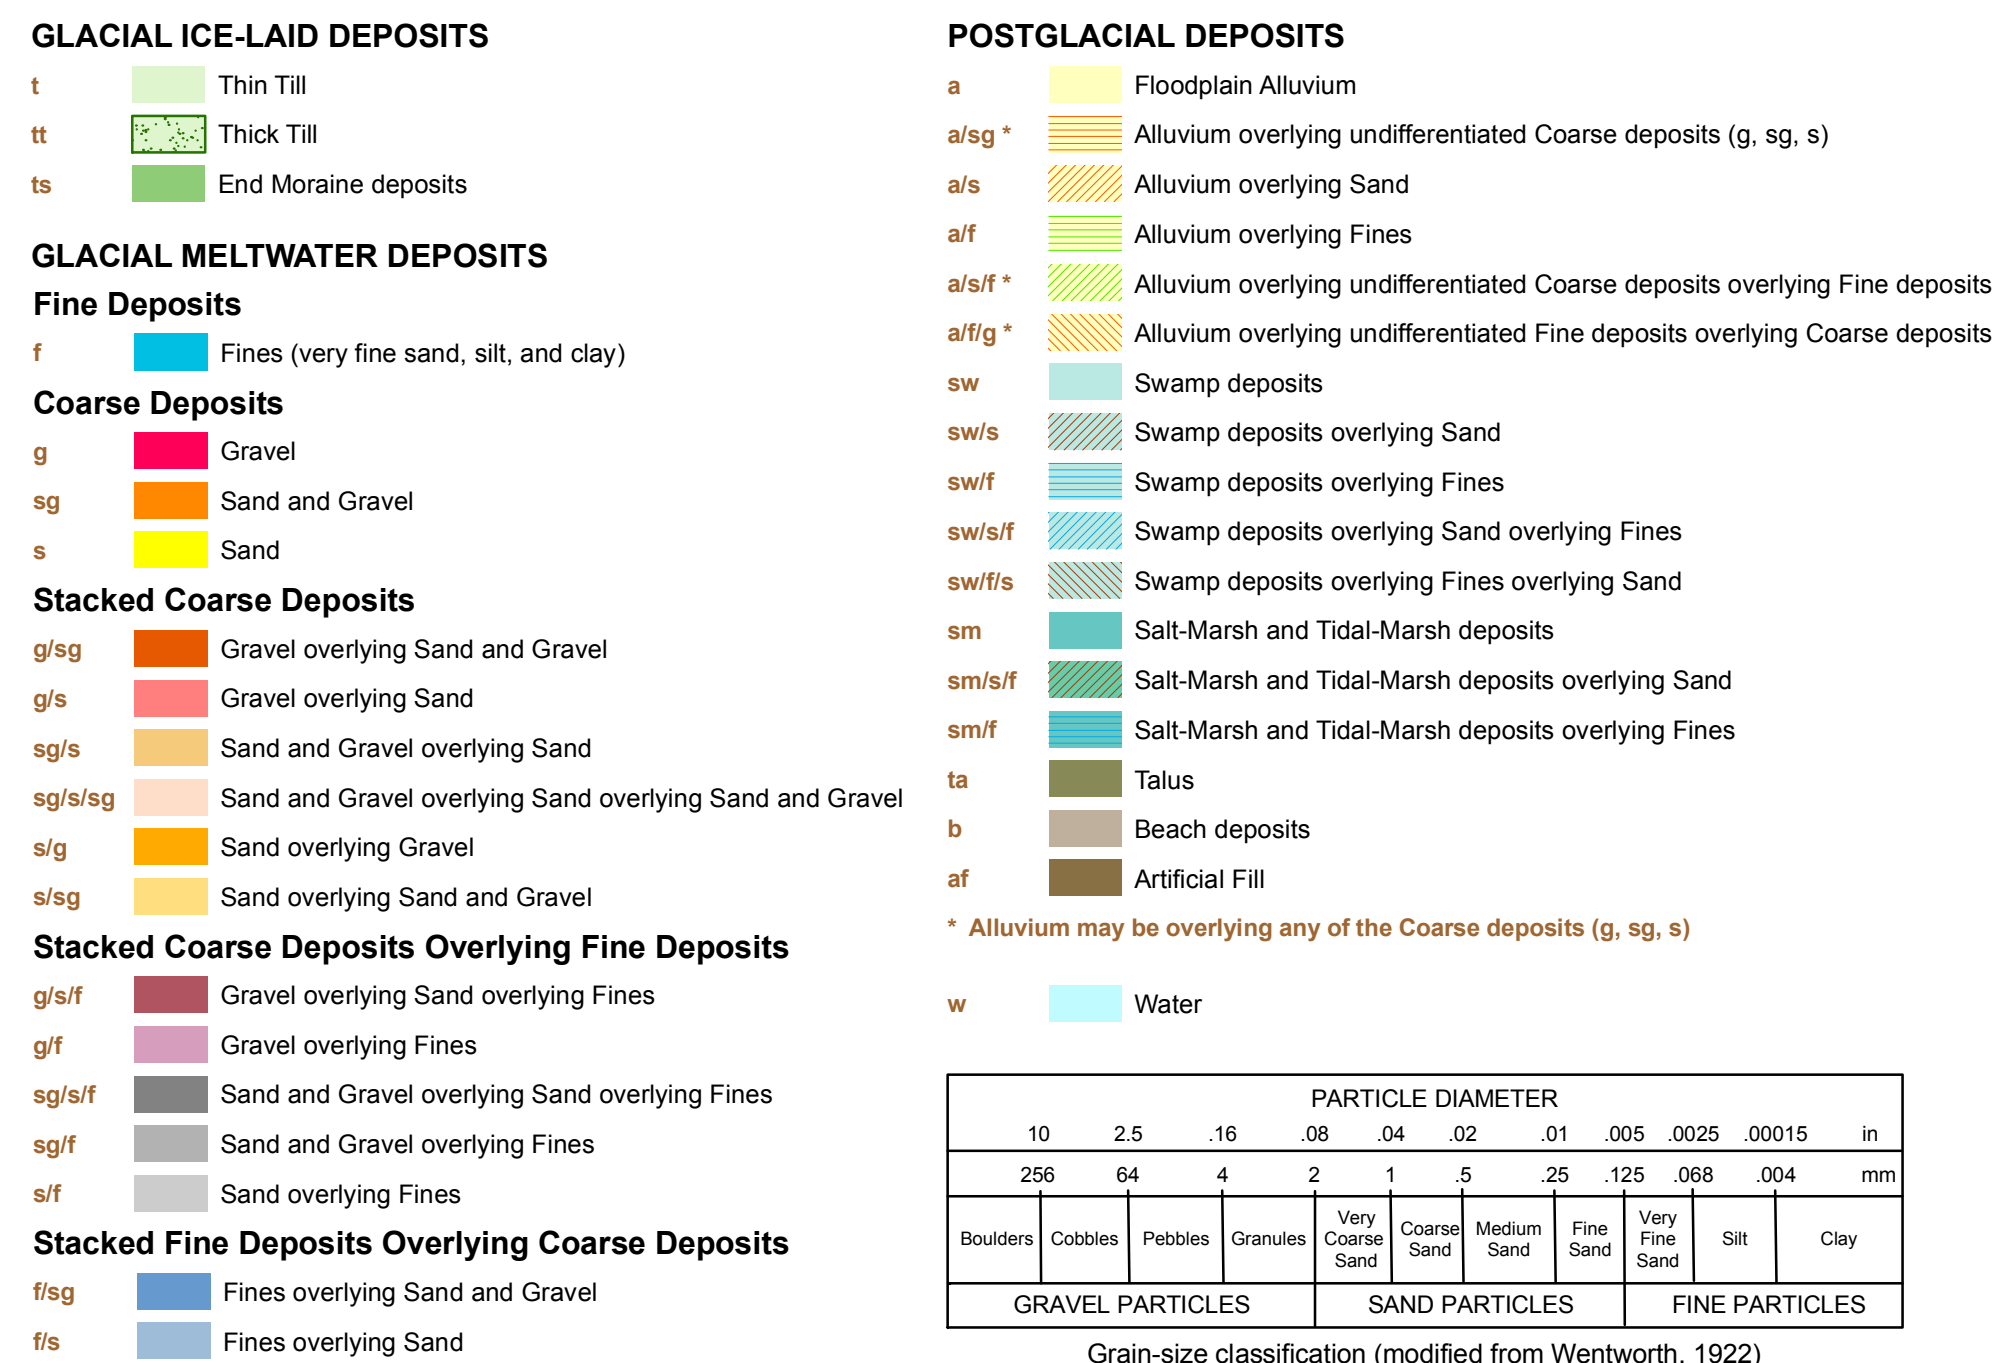 GLACIAL ICE-LAID DEPOSITS
t Thin Till
tt Thick Till
ts End Moraine deposits
GLACIAL MELTWATER DEPOSITS
Fine Deposits
f Fines (very fine sand, silt, and clay)
Coarse Deposits
g Gravel
sg Sand and Gravel
s Sand
Stacked Coarse Deposits
g/sg Gravel overlying Sand and Gravel
g/s Gravel overlying Sand
sg/s Sand and Gravel overlying Sand
sg/s/sg Sand and Gravel overlying Sand overlying Sand and Gravel
s/g Sand overlying Gravel
s/sg Sand overlying Sand and Gravel
Stacked Coarse Deposits Overlying Fine Deposits
g/s/f Gravel overlying Sand overlying Fines
g/f Gravel overlying Fines
sg/s/f Sand and Gravel overlying Sand overlying Fines
sg/f Sand and Gravel overlying Fines
s/f Sand overlying Fines
Stacked Fine Deposits Overlying Coarse Deposits
f/sg Fines overlying Sand and Gravel
f/s Fines overlying Sand
POSTGLACIAL DEPOSITS
a Floodplain Alluvium
a/sg * Alluvium overlying undifferentiated Coarse deposits (g, sg, s)
a/s Alluvium overlying Sand
a/f Alluvium overlying Fines
a/s/f * Alluvium overlying undifferentiated Coarse deposits overlying Fine deposits
a/f/g * Alluvium overlying undifferentiated Fine deposits overlying Coarse deposits
sw Swamp deposits
sw/s Swamp deposits overlying Sand
sw/f Swamp deposits overlying Fines
sw/s/f Swamp deposits overlying Sand overlying Fines
sw/f/s Swamp deposits overlying Fines overlying Sand
sm Salt-Marsh and Tidal-Marsh deposits
sm/s/f Salt-Marsh and Tidal-Marsh deposits overlying Sand
sm/f Salt-Marsh and Tidal-Marsh deposits overlying Fines
ta Talus
b Beach deposits
af Artificial Fill
* Alluvium may be overlying any of the Coarse deposits (g, sg, s)
w Water
PARTICLE DIAMETER
10 2.5 .16 .08 .04 .02 .01 .005 .0025 .00015 in
256 64 4 2 1 .5 .25 .125 .068 .004 mm
Boulders Cobbles Pebbles Granules Very Coarse Sand Coarse Sand Medium Sand Fine Sand Very Fine Sand Silt Clay
GRAVEL PARTICLES SAND PARTICLES FINE PARTICLES
Grain-size classification (modified from Wentworth, 1922)